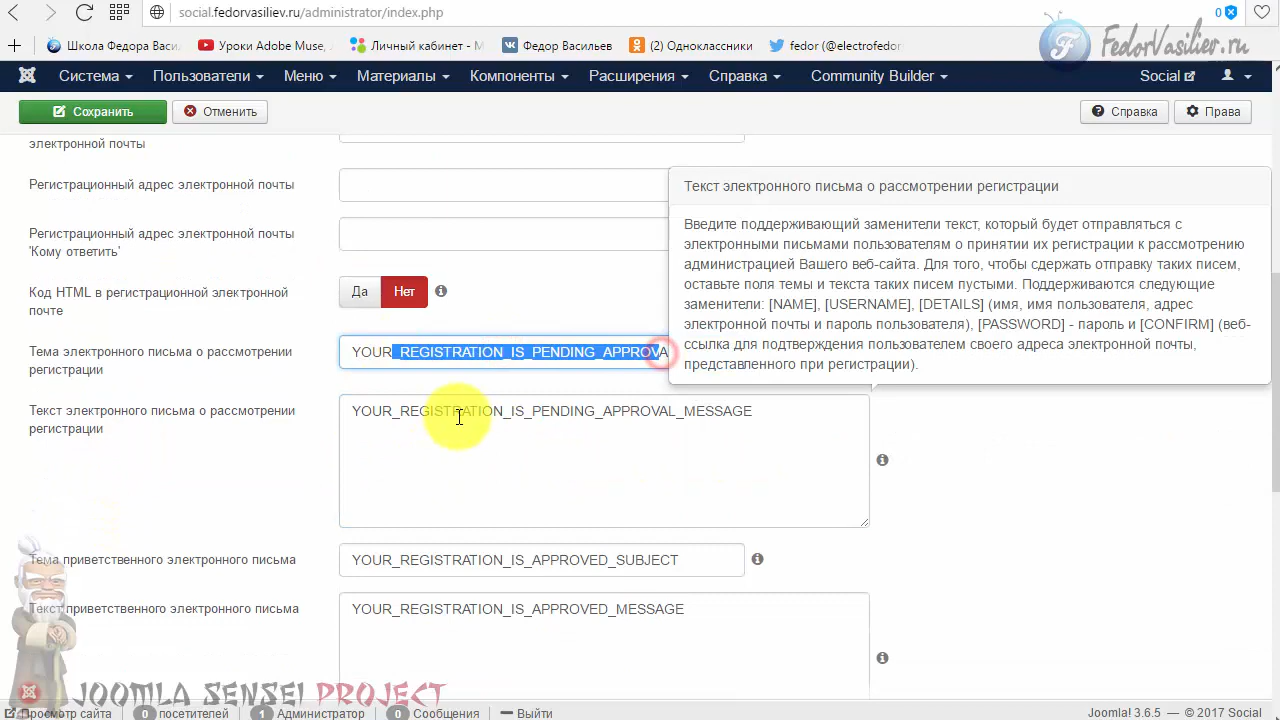 social.fedorvasiliev.ru/administrator/index.php
0
Школа Федора Васи
Уроки Adobe Muse,
Личный кабинет - М
Федор Васильев
(2) Одноклассники
fedor (@electrofedor
FedorVasiliev.ru
Система
Пользователи
Меню
Материалы
Компоненты
Расширения
Справка
Community Builder
Social
Сохранить
Отменить
Справка
Права
электронной почты
Регистрационный адрес электронной почты
Регистрационный адрес электронной почты
'Кому ответить'
Код HTML в регистрационной электронной
почте
Да
Нет
Тема электронного письма о рассмотрении
регистрации
YOUR_REGISTRATION_IS_PENDING_APPROVA
Текст электронного письма о рассмотрении регистрации
Введите поддерживающий заменители текст, который будет отправляться с
электронными письмами пользователям о принятии их регистрации к рассмотрению
администрацией Вашего веб-сайта. Для того, чтобы сдержать отправку таких писем,
оставьте поля темы и текста таких писем пустыми. Поддерживаются следующие
заменители: [NAME], [USERNAME], [DETAILS] (имя, имя пользователя, адрес
электронной почты и пароль пользователя), [PASSWORD] - пароль и [CONFIRM] (веб-
ссылка для подтверждения пользователем своего адреса электронной почты,
представленного при регистрации).
Текст электронного письма о рассмотрении
регистрации
YOUR_REGISTRATION_IS_PENDING_APPROVAL_MESSAGE
Тема приветственного электронного письма
YOUR_REGISTRATION_IS_APPROVED_SUBJECT
Текст приветственного электронного письма
YOUR_REGISTRATION_IS_APPROVED_MESSAGE
JOOMLA SENSEI PROJECT
Просмотр сайта
0 посетителей
1 Администратор
0 Сообщения
Выйти
Joomla! 3.6.5 — © 2017 Social